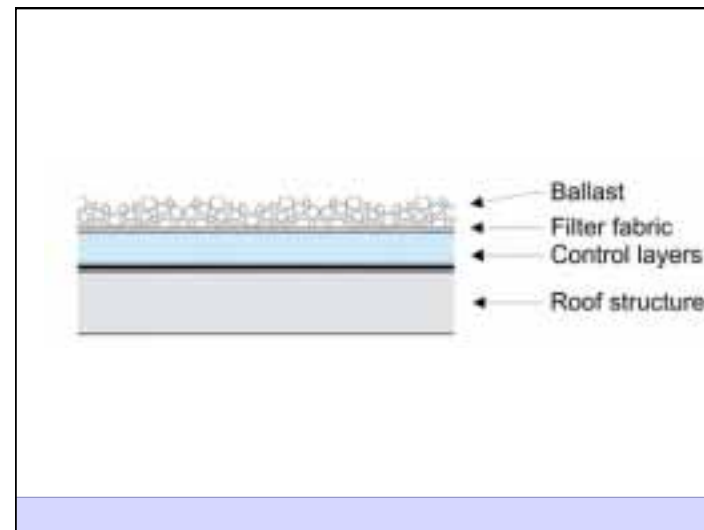 Ballast
Filter fabric
Control layers
Roof structure